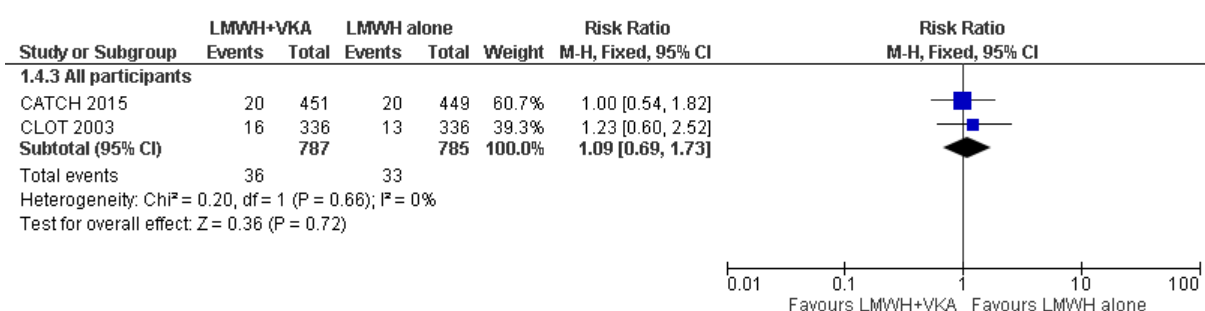 LMWH+VKA LMWH alone Risk Ratio Risk Ratio
Study or Subgroup Events Total Events Total Weight M-H, Fixed, 95% CI M-H, Fixed, 95% CI
1.4.3 All participants
CATCH 2015 20 451 20 449 60.7% 1.00 [0.54, 1.82]
CLOT 2003 16 336 13 336 39.3% 1.23 [0.60, 2.52]
Subtotal (95% CI) 787 785 100.0% 1.09 [0.69, 1.73]
Total events 36 33
Heterogeneity: Chi² = 0.20, df = 1 (P = 0.66); I² = 0%
Test for overall effect: Z = 0.36 (P = 0.72)
0.01 0.1 1 10 100
Favours LMWH+VKA Favours LMWH alone